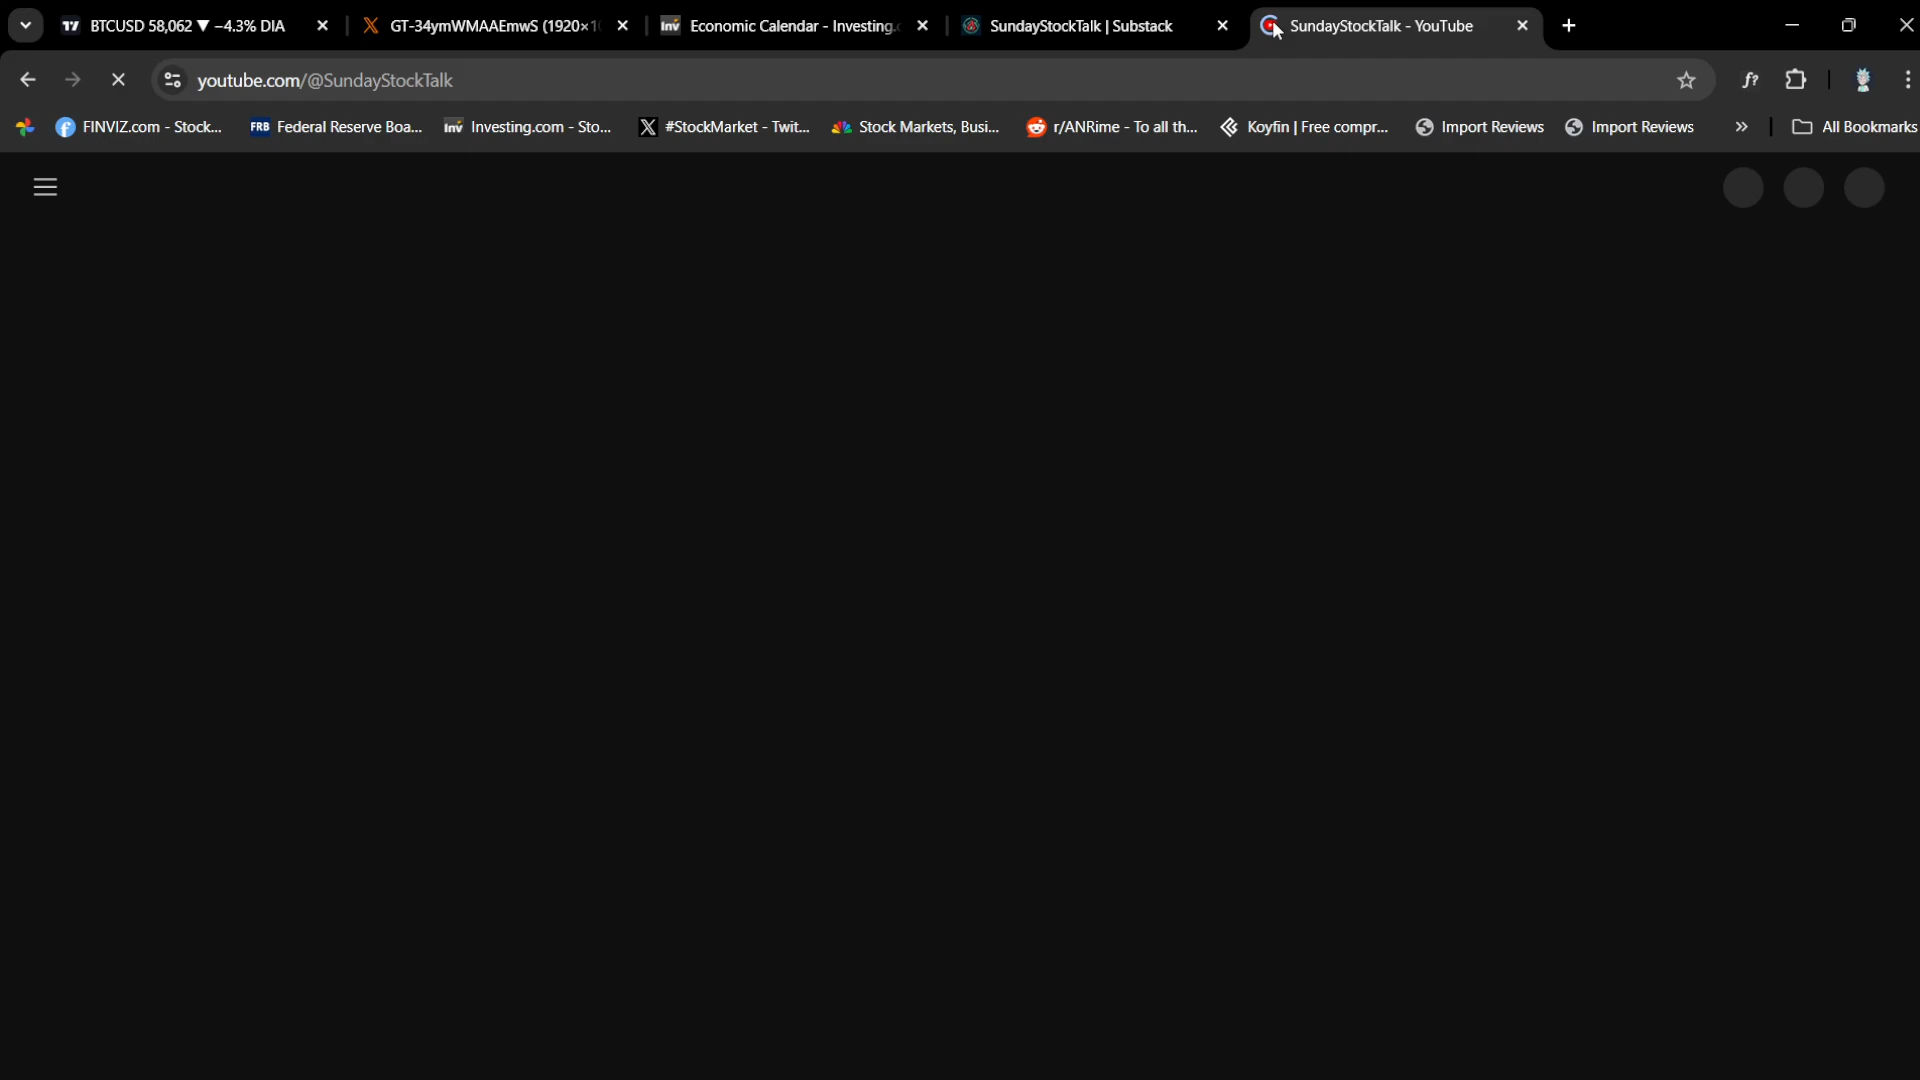 BTCUSD 58,062 ▼ −4.3% DIA
GT-34ymWMAAEmwS (1920×1
Economic Calendar - Investing.c
SundayStockTalk | Substack
SundayStockTalk - YouTube
youtube.com/@SundayStockTalk
f?
FINVIZ.com - Stock...
FRB Federal Reserve Boa...
Inv Investing.com - Sto...
#StockMarket - Twit...
Stock Markets, Busi...
r/ANRime - To all th...
Koyfin | Free compr...
Import Reviews
Import Reviews
»
All Bookmarks